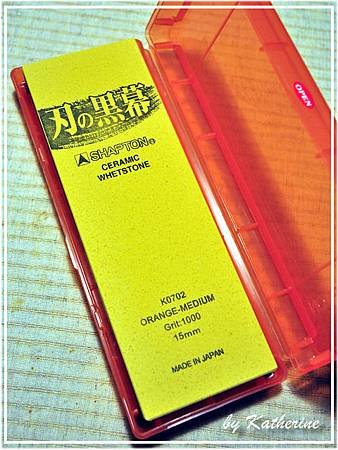 刃の黒幕
SHAPTON®
CERAMIC
WHETSTONE
OPEN
K0702
ORANGE-MEDIUM
Grit:1000
15mm
MADE IN JAPAN
by Katherine